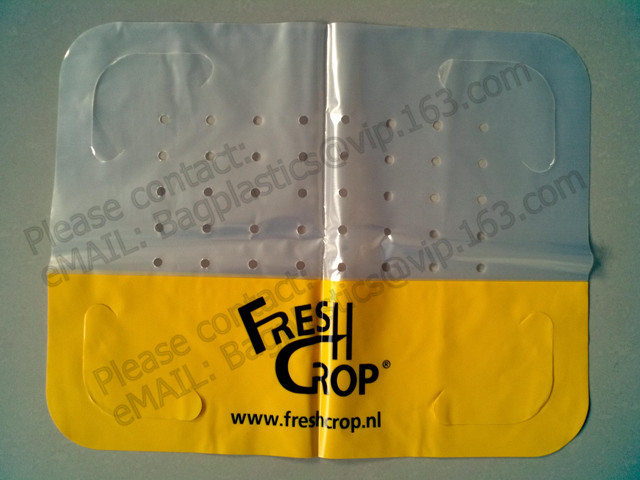 Please contact:
eMAIL: Bagplastics@vip.163.com
Please contact:
eMAIL: Bagplastics@vip.163.com
FRESH
CROP®
www.freshcrop.nl